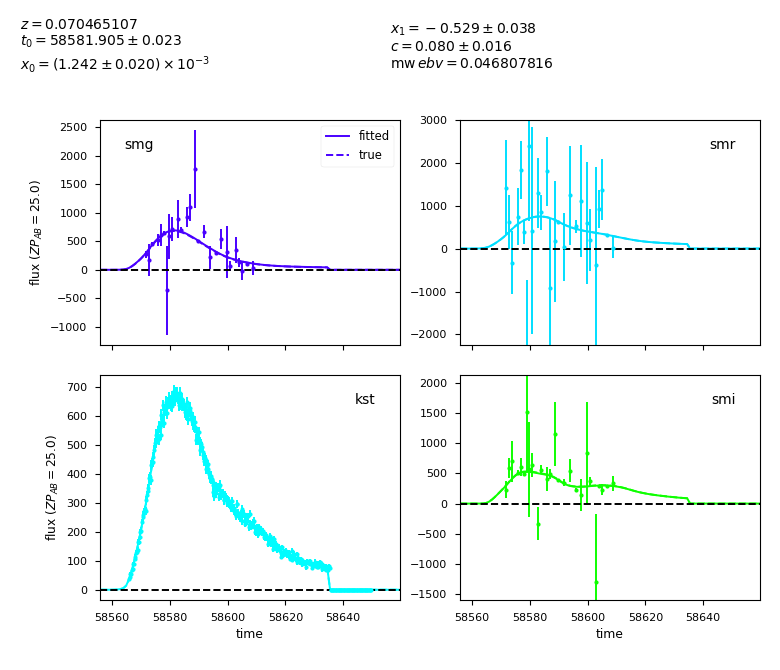 z = 0.070465107
t₀ = 58581.905 ± 0.023
x₀ = (1.242 ± 0.020) × 10⁻³
x₁ = −0.529 ± 0.038
c = 0.080 ± 0.016
mw ebv = 0.046807816
smg
fitted
true
2500
2000
1500
1000
500
0
−500
−1000
flux (ZP_AB = 25.0)
smr
3000
2000
1000
0
−1000
−2000
kst
700
600
500
400
300
200
100
0
flux (ZP_AB = 25.0)
58560 58580 58600 58620 58640
time
smi
2000
1500
1000
500
0
−500
−1000
−1500
58560 58580 58600 58620 58640
time